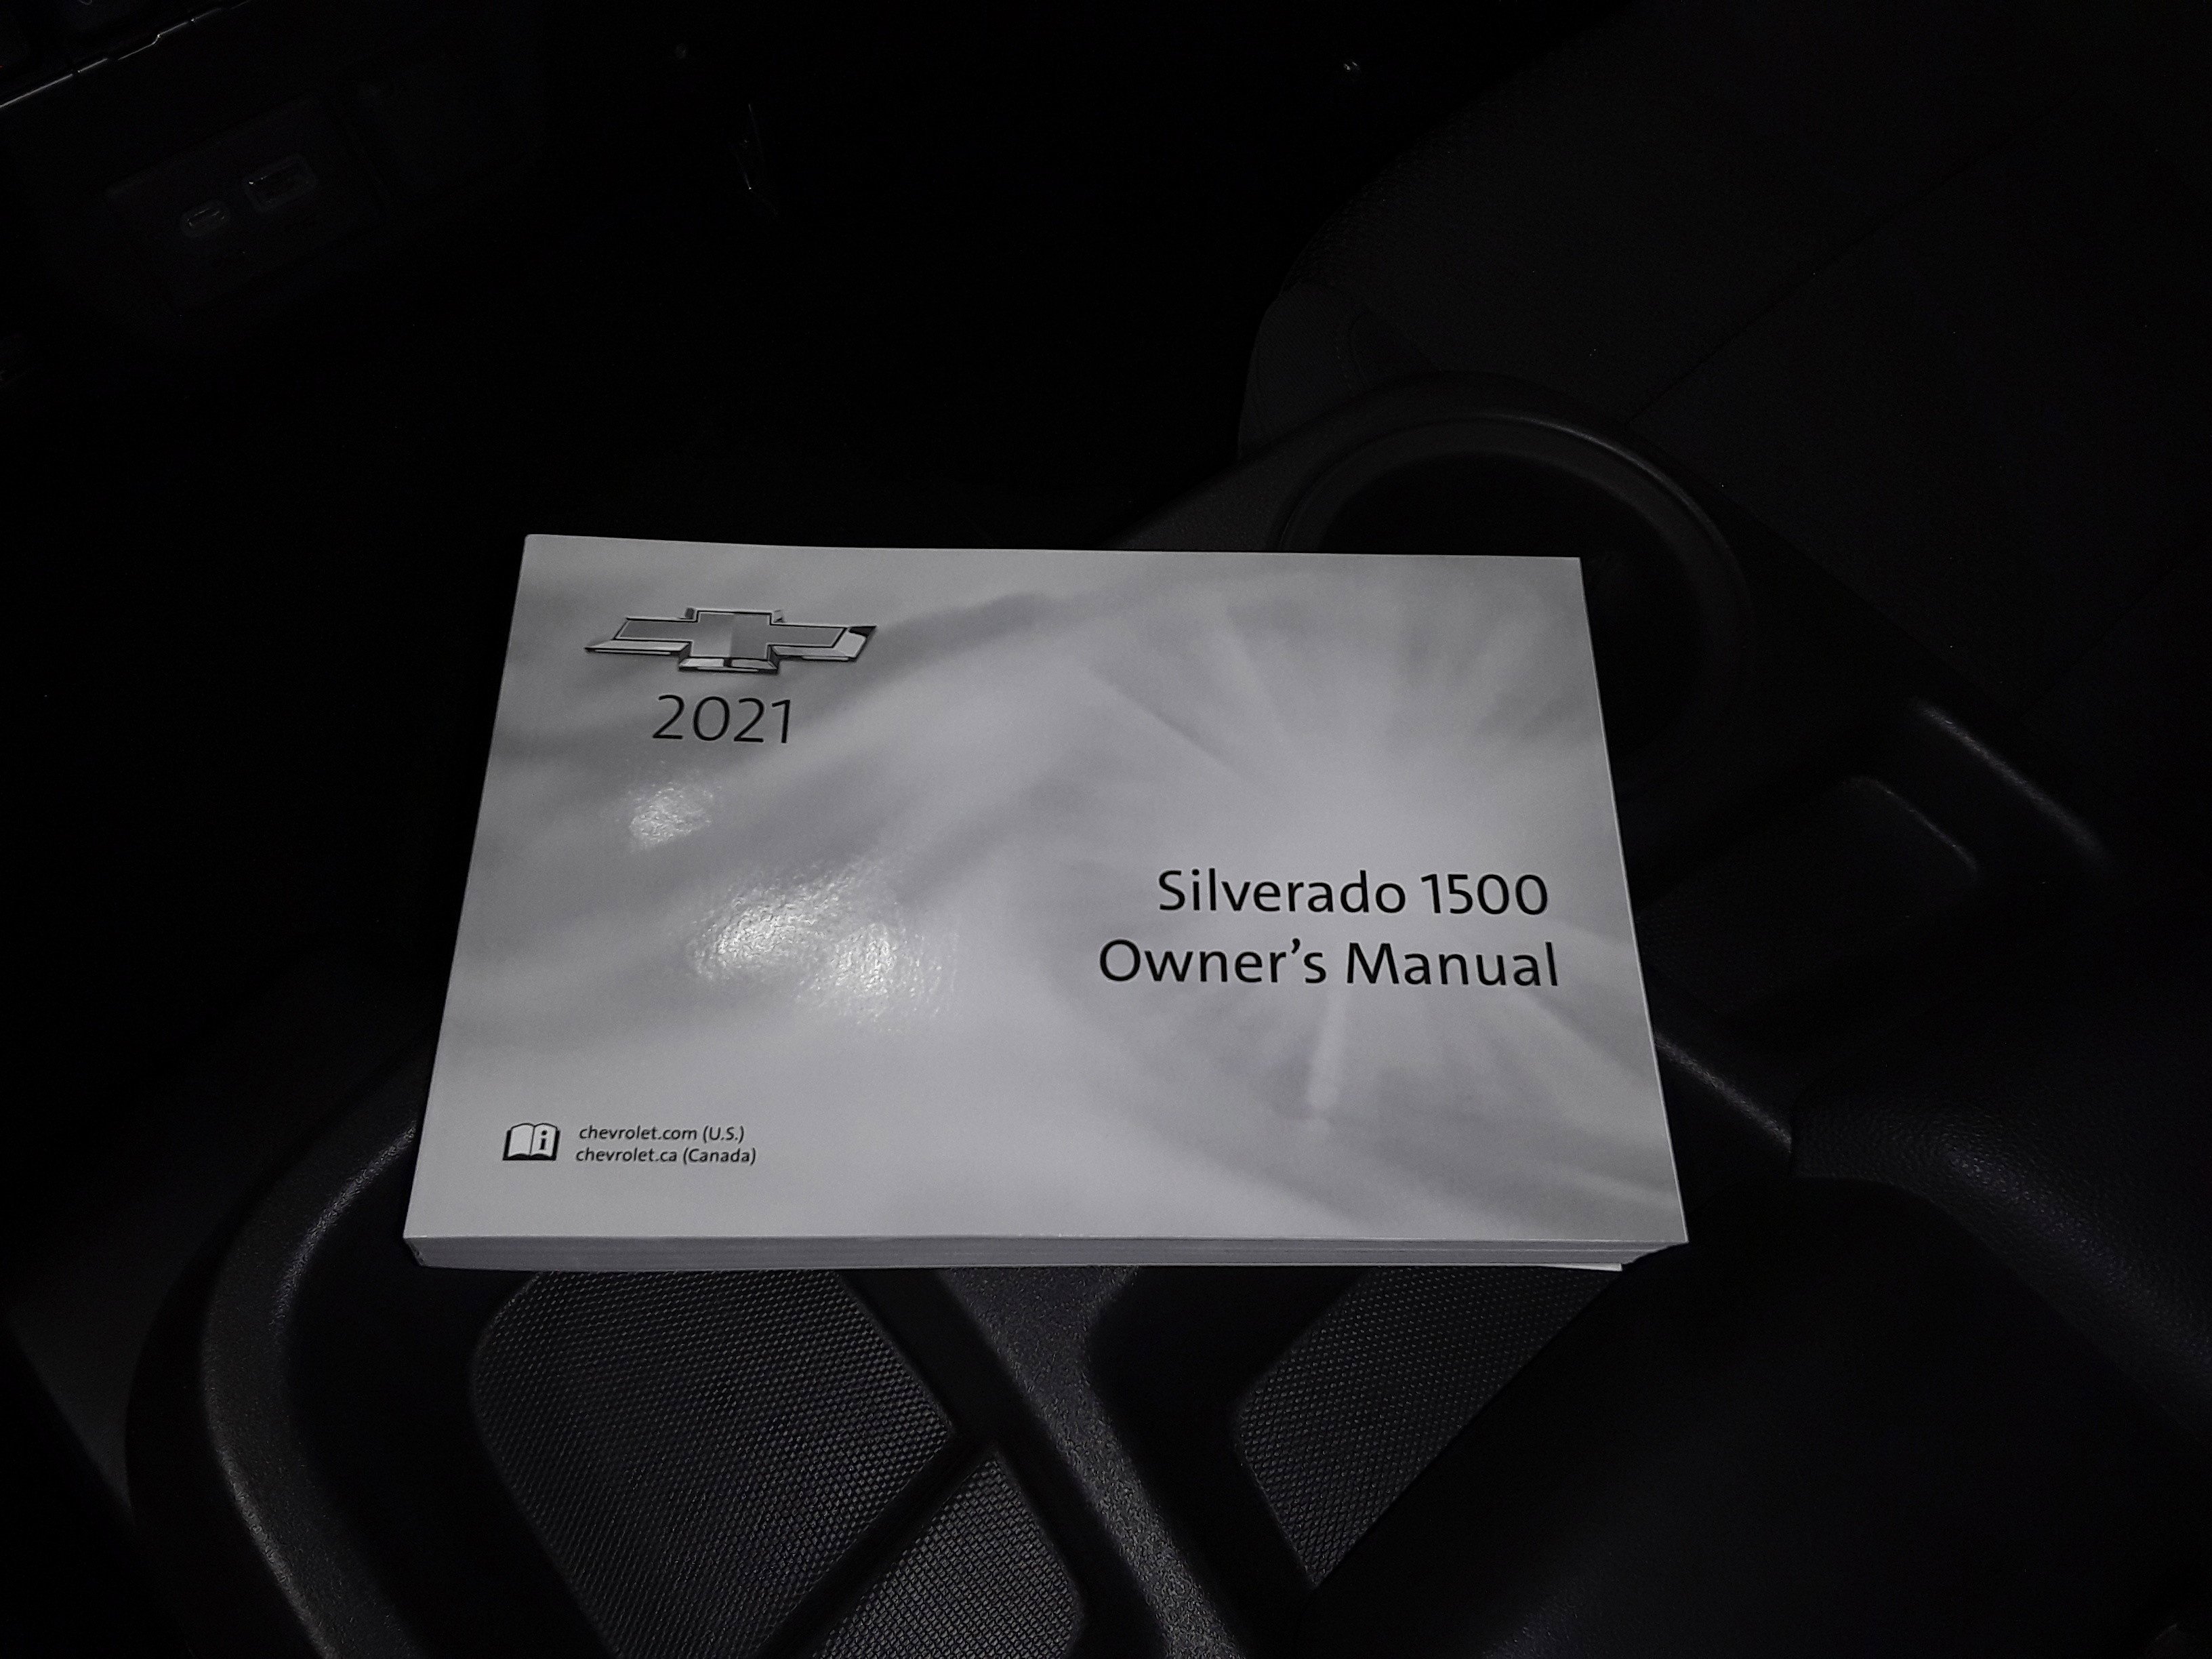 2021
Silverado 1500
Owner’s Manual
chevrolet.com (U.S.)
chevrolet.ca (Canada)